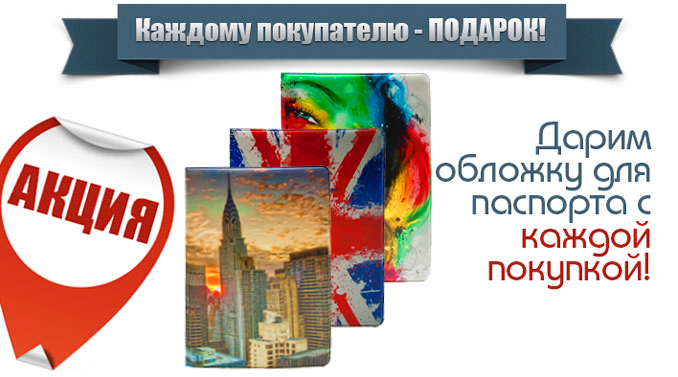 Каждому покупателю - ПОДАРОК!
АКЦИЯ
Дарим
обложку для
паспорта с
каждой
покупкой!